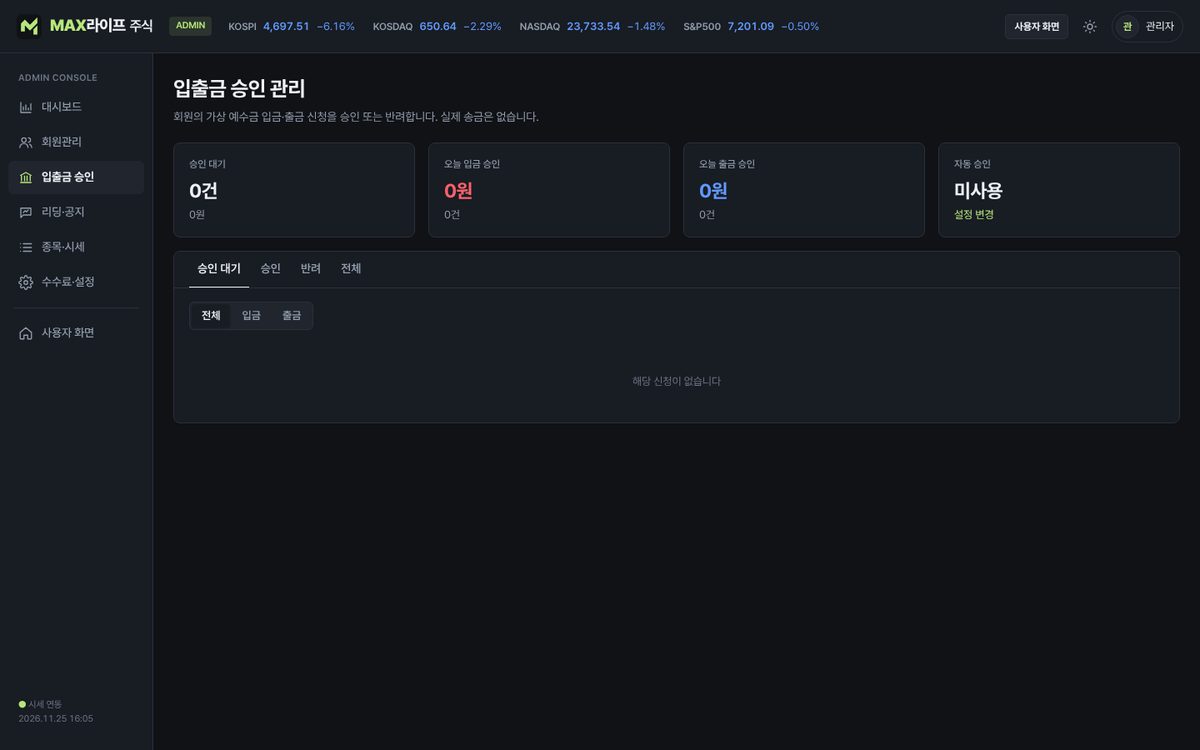 MAX라이프 주식 ADMIN KOSPI 4,697.51 −6.16% KOSDAQ 650.64 −2.29% NASDAQ 23,733.54 −1.48% S&P500 7,201.09 −0.50% 사용자 화면 관 관리자
ADMIN CONSOLE
대시보드
회원관리
입출금 승인
리딩·공지
종목·시세
수수료·설정
사용자 화면
시세 연동
2026.11.25 16:05
입출금 승인 관리
회원의 가상 예수금 입금·출금 신청을 승인 또는 반려합니다. 실제 송금은 없습니다.
승인 대기
0건
0원
오늘 입금 승인
0원
0건
오늘 출금 승인
0원
0건
자동 승인
미사용
설정 변경
승인 대기 승인 반려 전체
전체 입금 출금
해당 신청이 없습니다